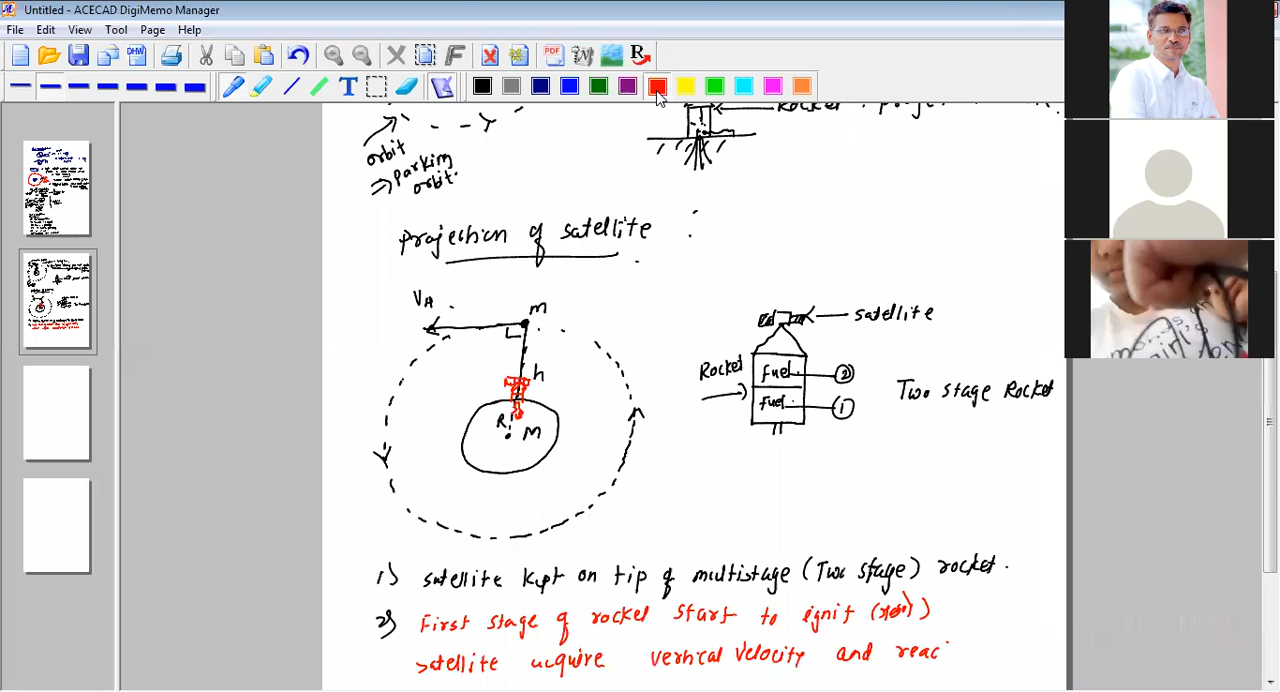 Untitled - ACECAD DigiMemo Manager
File Edit View Tool Page Help
DHW PDF
Rocket
orbit
⇒ parking
orbit.
projection of satellite :
VA
m
h
R
M
satellite
Rocket
fuel 2
fuel 1
Two stage Rocket
1) satellite kept on tip of multistage (Two stage) rocket.
2) First stage of rocket start to ignit
satellite acquire vertical velocity and reac